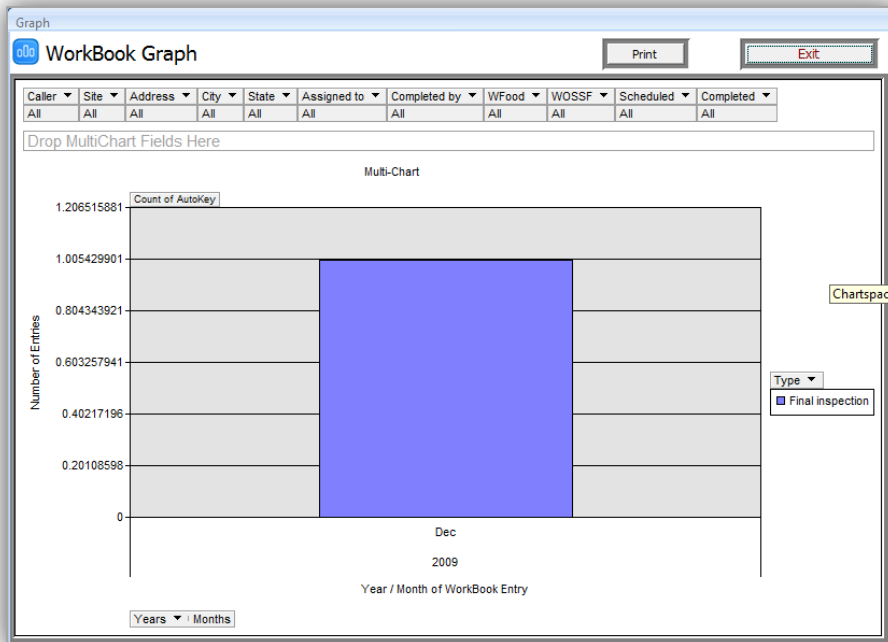 Graph
WorkBook Graph
Print
Exit
Caller Site Address City State Assigned to Completed by WFood WOSSF Scheduled Completed
All All All All All All All All All All All
Drop MultiChart Fields Here
Multi-Chart
Count of AutoKey
1.206515881
1.005429901
0.804343921
0.603257941
0.40217196
0.20108598
0
Number of Entries
Chartspac
Type
Final inspection
Dec
2009
Year / Month of WorkBook Entry
Years Months